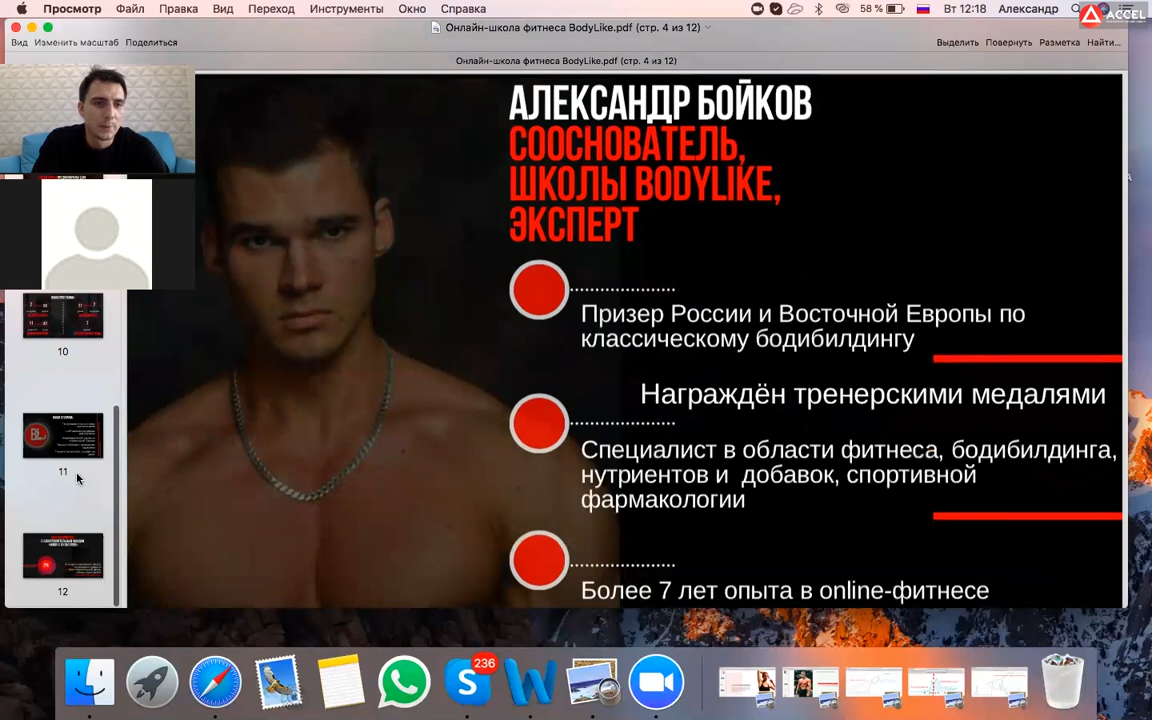 Просмотр Файл Правка Вид Переход Инструменты Окно Справка 58 % Вт 12:18 Александр
ACCEL
Онлайн-школа фитнеса BodyLike.pdf (стр. 4 из 12)
Вид Изменить масштаб Поделиться Выделить Повернуть Разметка Найти...
Онлайн-школа фитнеса BodyLike.pdf (стр. 4 из 12)
АЛЕКСАНДР БОЙКОВ
СООСНОВАТЕЛЬ,
ШКОЛЫ BODYLIKE,
ЭКСПЕРТ
Призер России и Восточной Европы по
классическому бодибилдингу
Награждён тренерскими медалями
Специалист в области фитнеса, бодибилдинга,
нутриентов и добавок, спортивной
фармакологии
Более 7 лет опыта в online-фитнесе
10
11
12
236